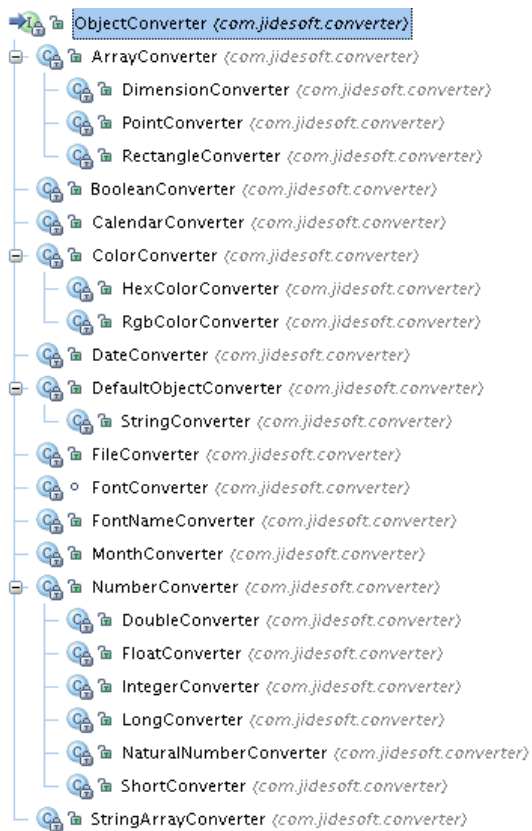 ObjectConverter (com.jidesoft.converter)
ArrayConverter (com.jidesoft.converter)
DimensionConverter (com.jidesoft.converter)
PointConverter (com.jidesoft.converter)
RectangleConverter (com.jidesoft.converter)
BooleanConverter (com.jidesoft.converter)
CalendarConverter (com.jidesoft.converter)
ColorConverter (com.jidesoft.converter)
HexColorConverter (com.jidesoft.converter)
RgbColorConverter (com.jidesoft.converter)
DateConverter (com.jidesoft.converter)
DefaultObjectConverter (com.jidesoft.converter)
StringConverter (com.jidesoft.converter)
FileConverter (com.jidesoft.converter)
FontConverter (com.jidesoft.converter)
FontNameConverter (com.jidesoft.converter)
MonthConverter (com.jidesoft.converter)
NumberConverter (com.jidesoft.converter)
DoubleConverter (com.jidesoft.converter)
FloatConverter (com.jidesoft.converter)
IntegerConverter (com.jidesoft.converter)
LongConverter (com.jidesoft.converter)
NaturalNumberConverter (com.jidesoft.converter)
ShortConverter (com.jidesoft.converter)
StringArrayConverter (com.jidesoft.converter)